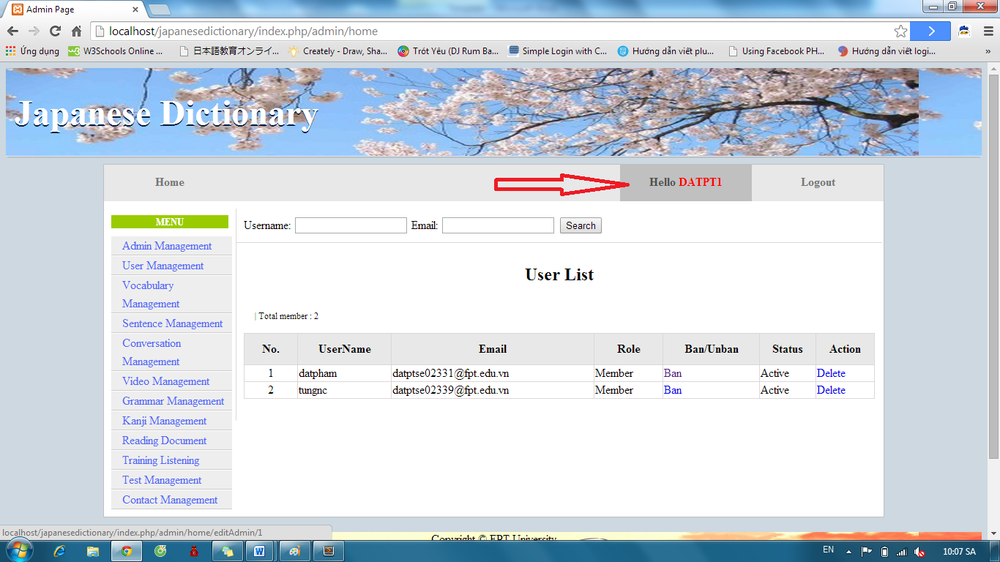 Admin Page
localhost/japanesedictionary/index.php/admin/home
Ứng dụng W3Schools Online ... 日本語教育オンライ... Creately - Draw, Sha... Trót Yêu (DJ Rum Ba... Simple Login with C... Hướng dẫn viết plu... Using Facebook PH... Hướng dẫn viết logi... »
Japanese Dictionary
Home Hello DATPT1 Logout
MENU
Admin Management
User Management
Vocabulary
Management
Sentence Management
Conversation
Management
Video Management
Grammar Management
Kanji Management
Reading Document
Training Listening
Test Management
Contact Management
Username: Email: Search
User List
| Total member : 2
No. UserName Email Role Ban/Unban Status Action
1 datpham datptse02331@fpt.edu.vn Member Ban Active Delete
2 tungnc datptse02339@fpt.edu.vn Member Ban Active Delete
localhost/japanesedictionary/index.php/admin/home/editAdmin/1
Copyright © FPT University
EN 10:07 SA